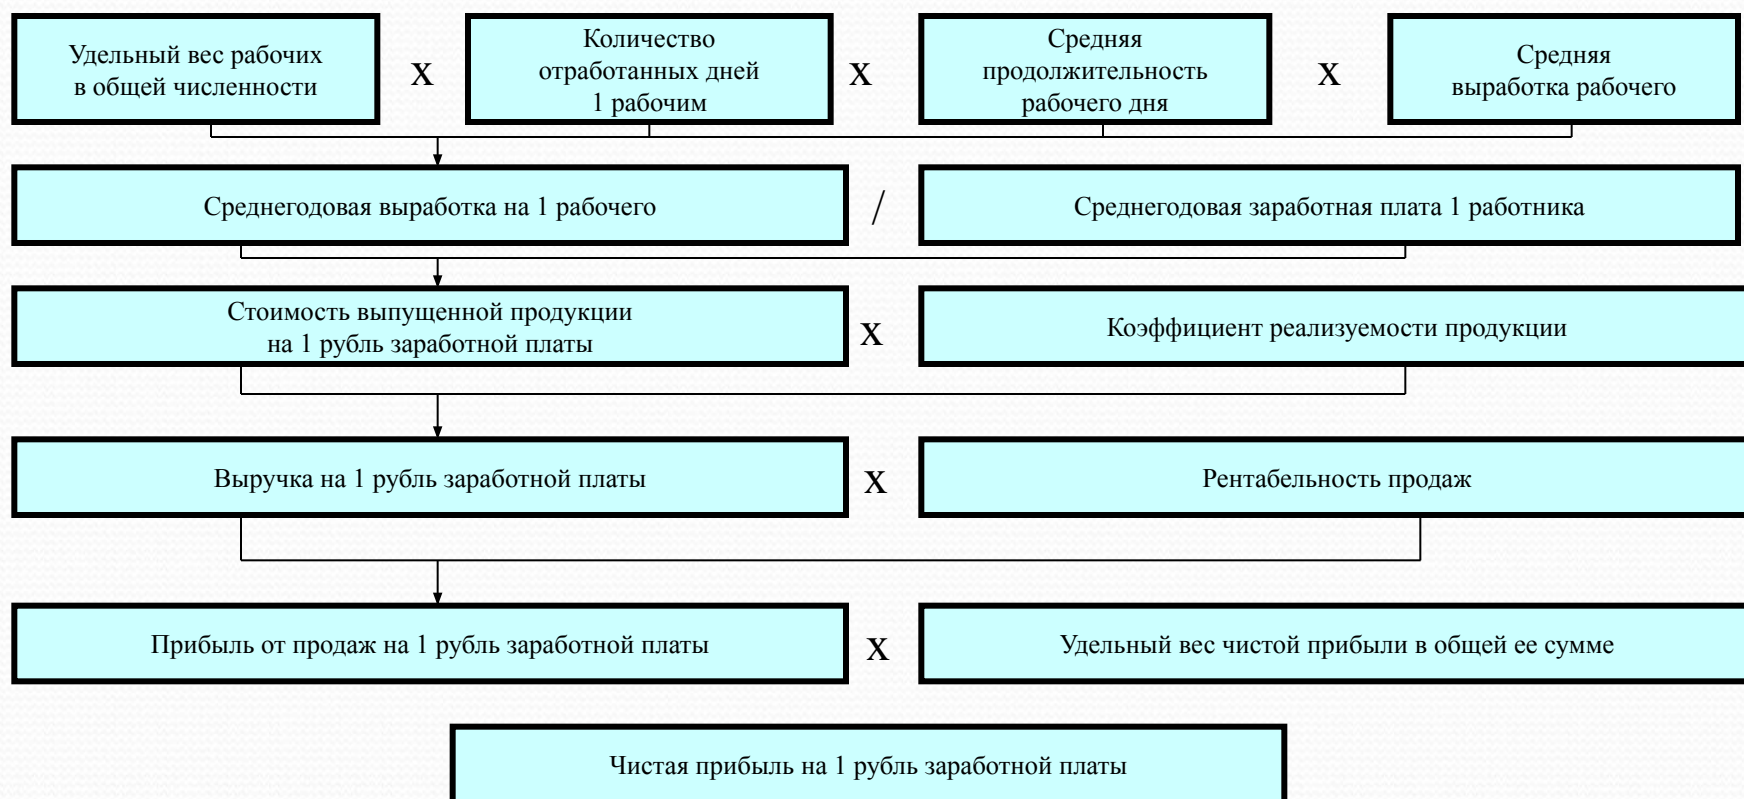 Удельный вес рабочих
в общей численности
X
Количество
отработанных дней
1 рабочим
X
Средняя
продолжительность
рабочего дня
X
Средняя
выработка рабочего
Среднегодовая выработка на 1 рабочего
/
Среднегодовая заработная плата 1 работника
Стоимость выпущенной продукции
на 1 рубль заработной платы
X
Коэффициент реализуемости продукции
Выручка на 1 рубль заработной платы
X
Рентабельность продаж
Прибыль от продаж на 1 рубль заработной платы
X
Удельный вес чистой прибыли в общей ее сумме
Чистая прибыль на 1 рубль заработной платы